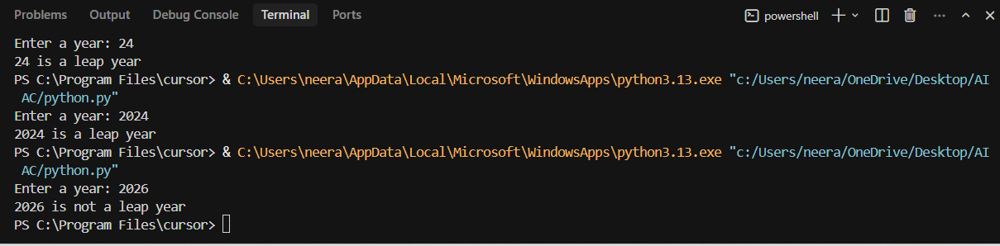 Problems Output Debug Console Terminal Ports powershell
Enter a year: 24
24 is a leap year
PS C:\Program Files\cursor> & C:\Users\neera\AppData\Local\Microsoft\WindowsApps\python3.13.exe "c:/Users/neera/OneDrive/Desktop/AI
AC/python.py"
Enter a year: 2024
2024 is a leap year
PS C:\Program Files\cursor> & C:\Users\neera\AppData\Local\Microsoft\WindowsApps\python3.13.exe "c:/Users/neera/OneDrive/Desktop/AI
AC/python.py"
Enter a year: 2026
2026 is not a leap year
PS C:\Program Files\cursor>